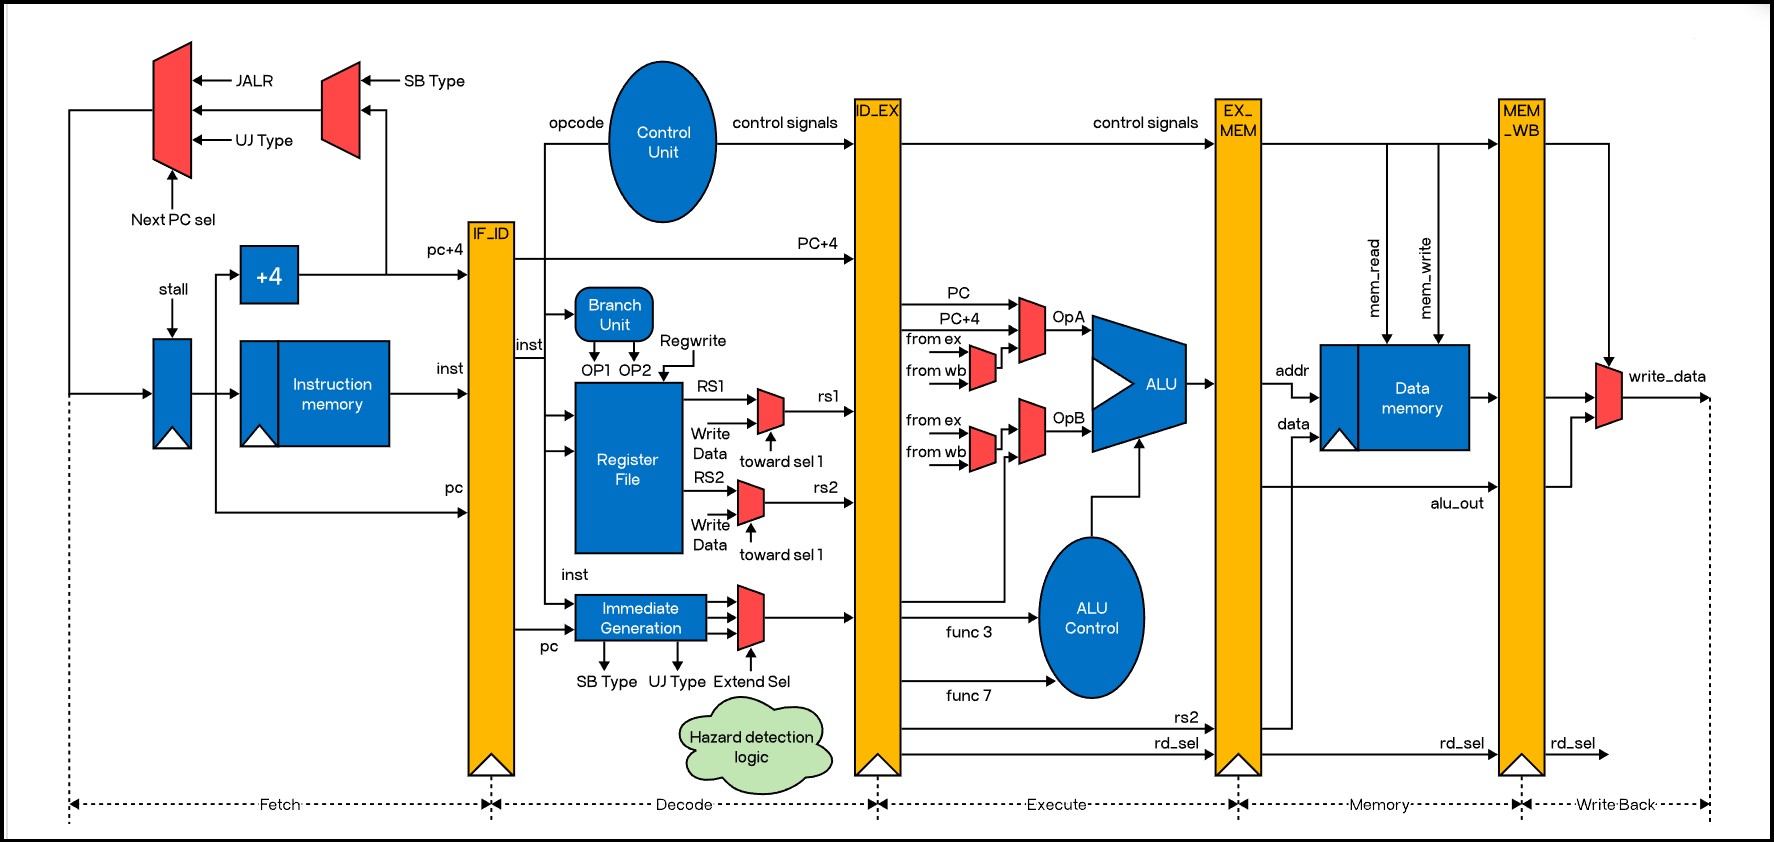 JALR
SB Type
UJ Type
Next PC sel
opcode
Control
Unit
control signals
ID_EX
control signals
EX_
MEM
MEM
_WB
IF_ID
pc+4
PC+4
+4
stall
Instruction
memory
inst
pc
inst
Branch
Unit
OP1
OP2
Regwrite
RS1
Write
Data
toward sel 1
rs1
Register
File
RS2
Write
Data
toward sel 1
rs2
inst
Immediate
Generation
pc
SB Type
UJ Type
Extend Sel
Hazard detection
logic
PC
PC+4
from ex
from wb
OpA
from ex
from wb
OpB
ALU
ALU
Control
func 3
func 7
rs2
rd_sel
mem_read
mem_write
addr
data
Data
memory
alu_out
rd_sel
write_data
rd_sel
Fetch
Decode
Execute
Memory
Write Back